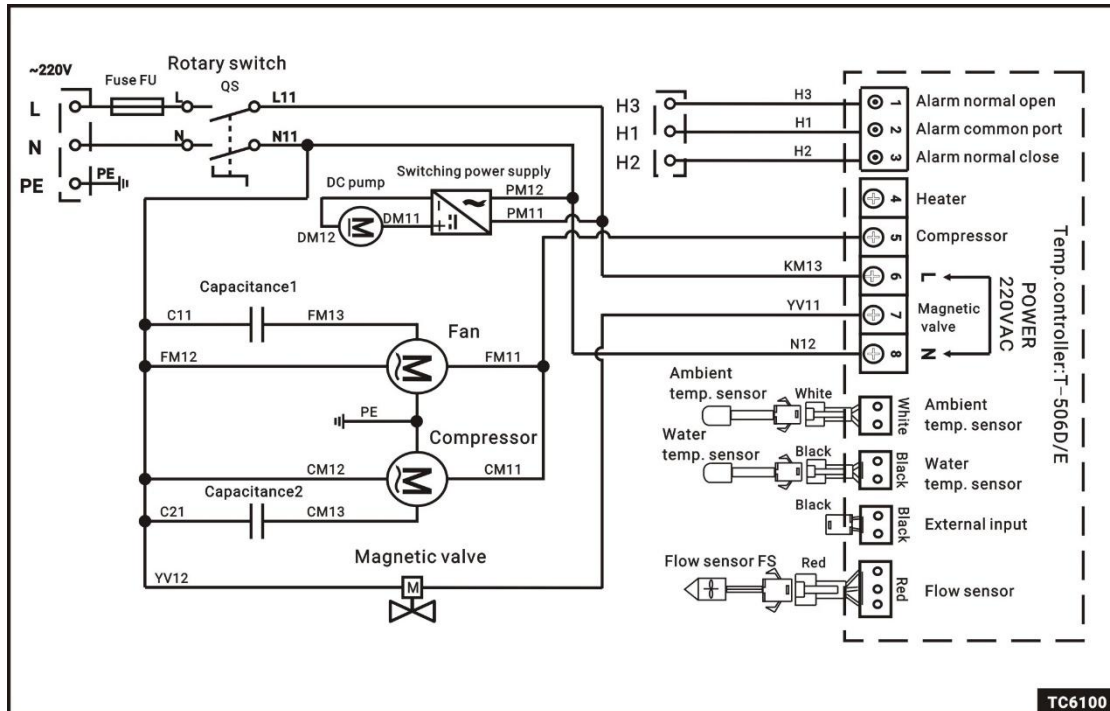 ~220V
Fuse FU
Rotary switch
QS
L
L
L11
N
N
N11
PE
PE
H3
H3
1
Alarm normal open
H1
H1
2
Alarm common port
H2
H2
3
Alarm normal close
Switching power supply
DC pump
PM12
PM11
DM12
M
DM11
-
+
4
Heater
5
Compressor
KM13
6
L
YV11
7
Magnetic
valve
N12
8
N
POWER
220VAC
Temp.controller:T-506D/E
Capacitance1
C11
FM13
Fan
FM12
M
FM11
PE
Compressor
CM12
M
CM11
Capacitance2
C21
CM13
Magnetic valve
YV12
M
Ambient
temp. sensor
White
White
Ambient
temp. sensor
Water
temp. sensor
Black
Black
Water
temp. sensor
Black
Black
External input
Flow sensor FS
Red
Red
Flow sensor
TC6100